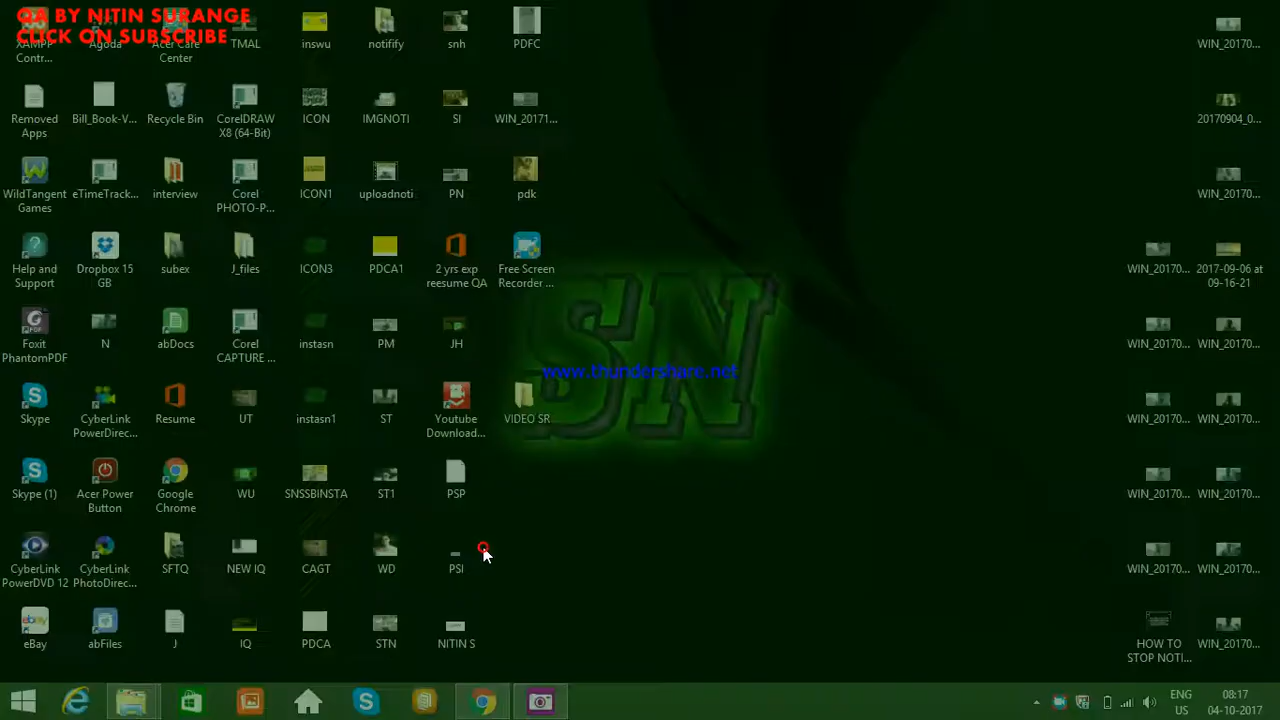 QA BY NITIN SURANGE
CLICK ON SUBSCRIBE
XAMPP Contr...
Agoda
Acer Care Center
TMAL
inswu
notifify
snh
PDFC
WIN_20170...
Removed Apps
Bill_Book-V...
Recycle Bin
CorelDRAW X8 (64-Bit)
ICON
IMGNOTI
SI
WIN_20171...
20170904_0...
WildTangent Games
eTimeTrack...
interview
Corel PHOTO-P...
ICON1
uploadnoti
PN
pdk
WIN_20170...
Help and Support
Dropbox 15 GB
subex
J_files
ICON3
PDCA1
2 yrs exp reesume QA
Free Screen Recorder ...
WIN_20170...
2017-09-06 at 09-16-21
Foxit PhantomPDF
N
abDocs
Corel CAPTURE ...
instasn
PM
JH
WIN_20170...
WIN_20170...
SN
www.thundershare.net
Skype
CyberLink PowerDirec...
Resume
UT
instasn1
ST
Youtube Download...
VIDEO SR...
WIN_20170...
WIN_20170...
Skype (1)
Acer Power Button
Google Chrome
WU
SNSSBINSTA
ST1
PSP
WIN_20170...
WIN_20170...
CyberLink PowerDVD 12
CyberLink PhotoDirec...
SFTQ
NEW IQ
CAGT
WD
PSI
WIN_20170...
WIN_20170...
eBay
abFiles
J
IQ
PDCA
STN
NITIN S
HOW TO STOP NOTI...
WIN_20170...
ENG US
08:17
04-10-2017